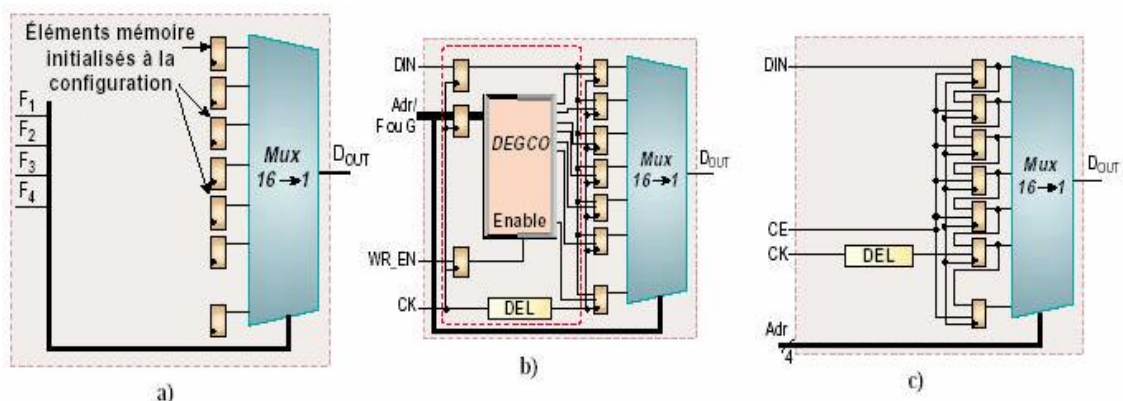 Éléments mémoire
initialisés à la
configuration
F1
F2
F3
F4
Mux
16→1
DOUT
a)
DIN
Adr/
F ou G
WR_EN
CK
DEGCO
Enable
DEL
Mux
16→1
DOUT
b)
DIN
CE
CK
DEL
Adr
4
Mux
16→1
DOUT
c)